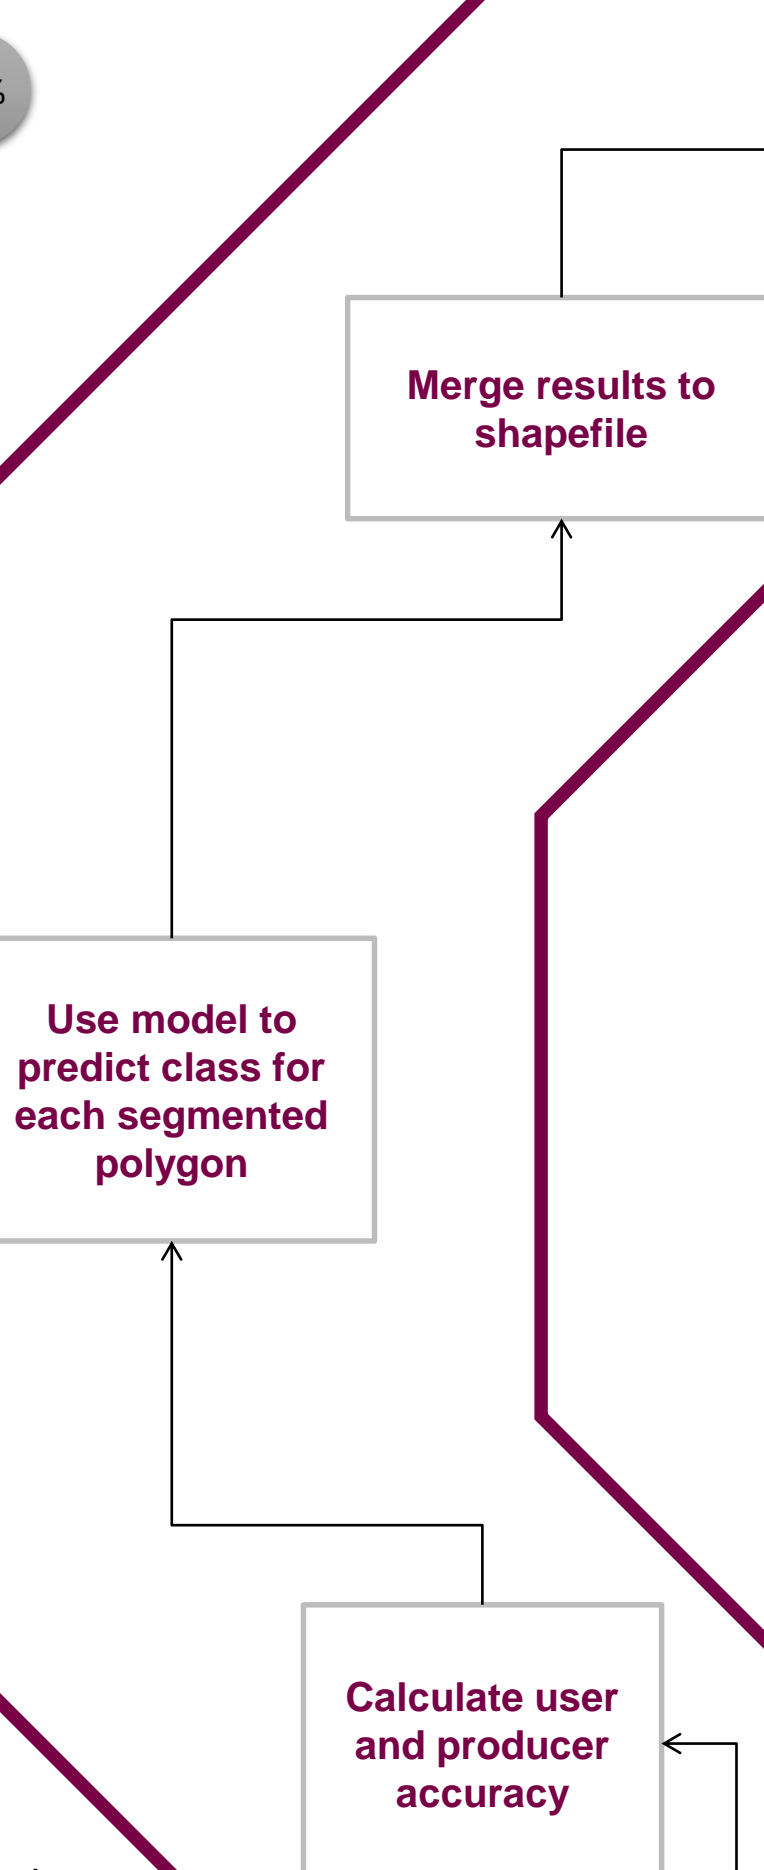 %
Merge results to
shapefile
Use model to
predict class for
each segmented
polygon
Calculate user
and producer
accuracy